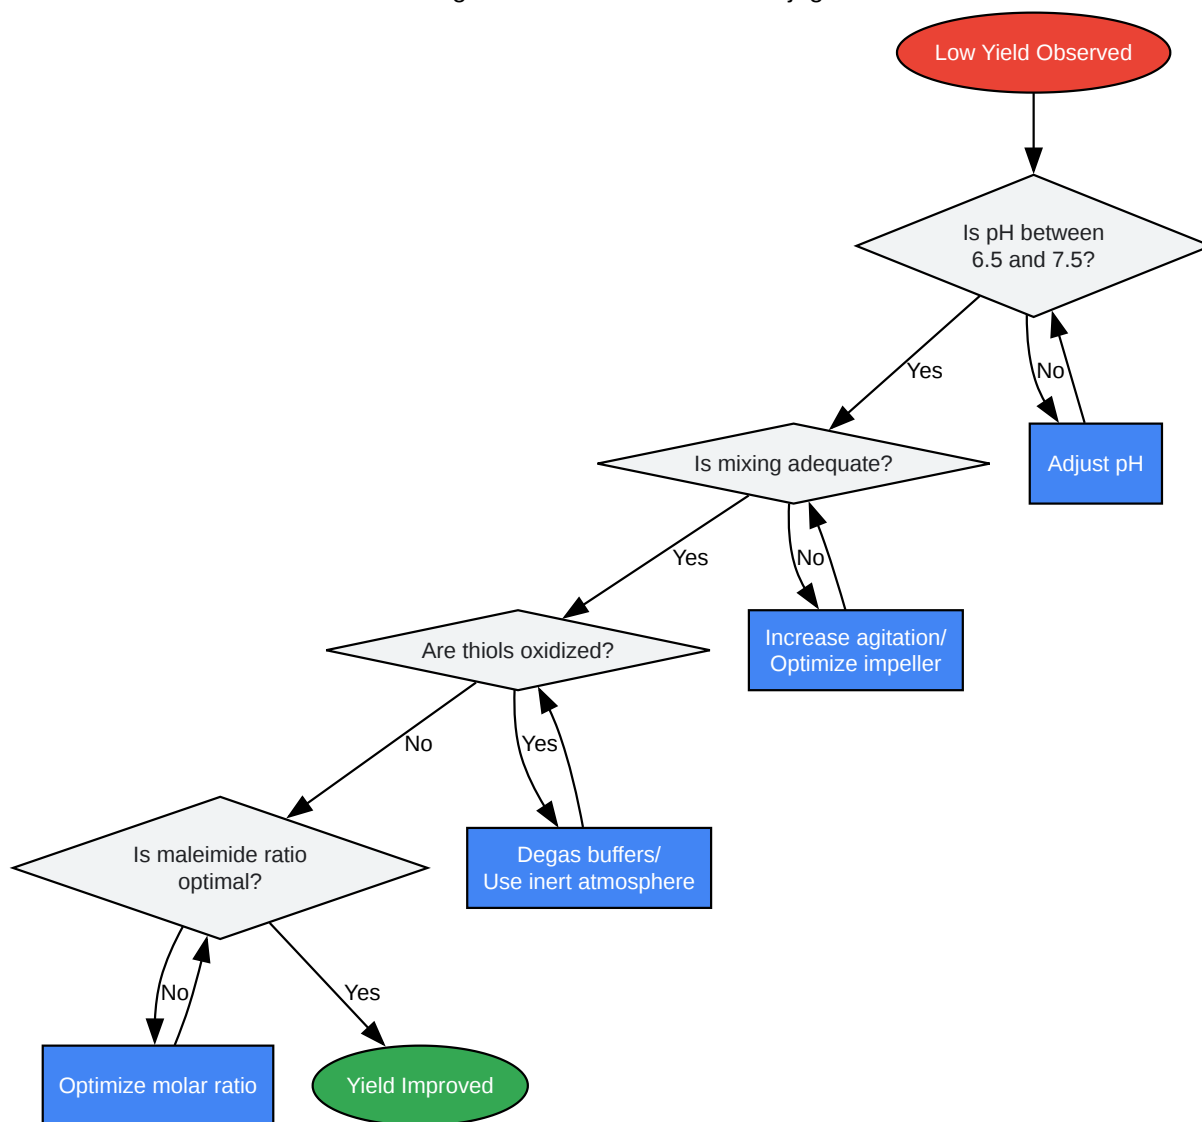 Low Yield Observed
Is pH between
6.5 and 7.5?
Yes
No
Is mixing adequate?
Adjust pH
Yes
No
Are thiols oxidized?
Increase agitation/
Optimize impeller
No
Yes
Is maleimide ratio
optimal?
Degas buffers/
Use inert atmosphere
No
Yes
Optimize molar ratio
Yield Improved